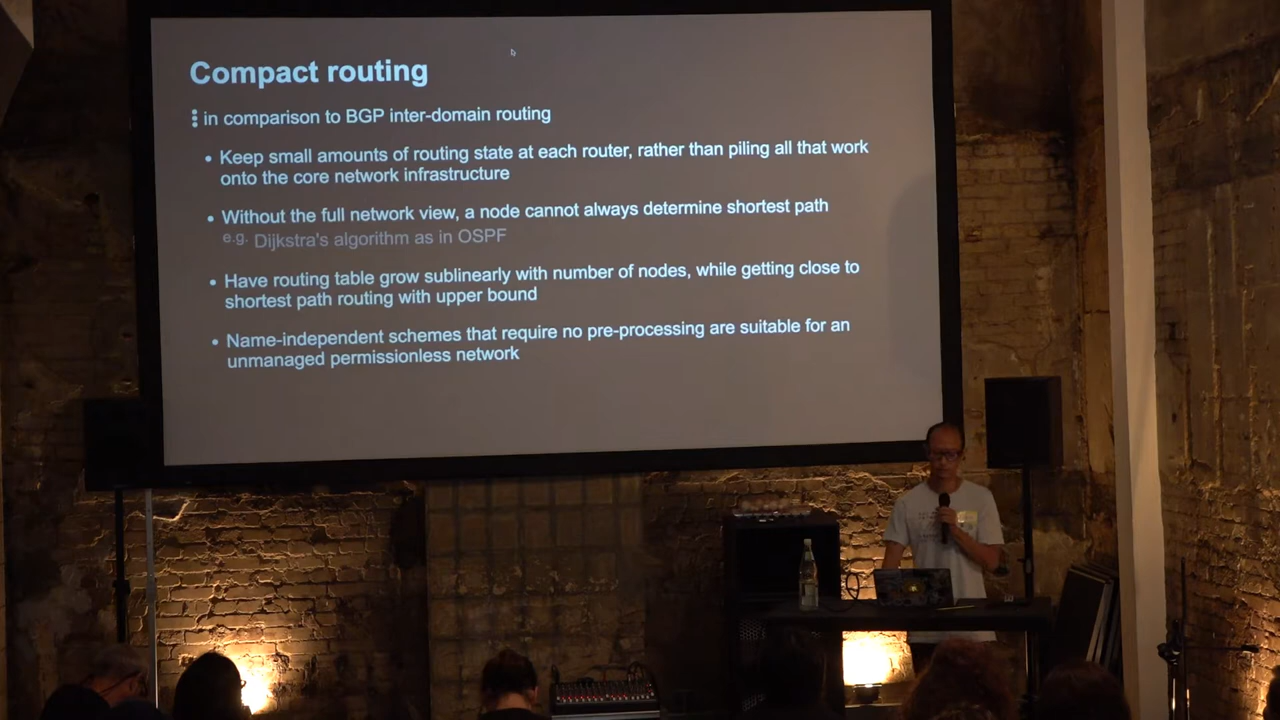 Compact routing
in comparison to BGP inter-domain routing
• Keep small amounts of routing state at each router, rather than piling all that work
onto the core network infrastructure
• Without the full network view, a node cannot always determine shortest path
e.g. Dijkstra's algorithm as in OSPF
• Have routing table grow sublinearly with number of nodes, while getting close to
shortest path routing with upper bound
• Name-independent schemes that require no pre-processing are suitable for an
unmanaged permissionless network